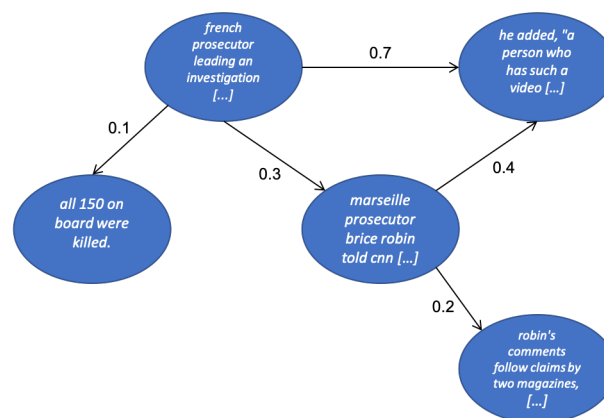 french
prosecutor
leading an
investigation
[...]
he added, "a
person who
has such a
video [...]
0.7
0.1
0.3
0.4
all 150 on
board were
killed.
marseille
prosecutor
brice robin
told cnn [...]
0.2
robin's
comments
follow claims by
two magazines,
[...]